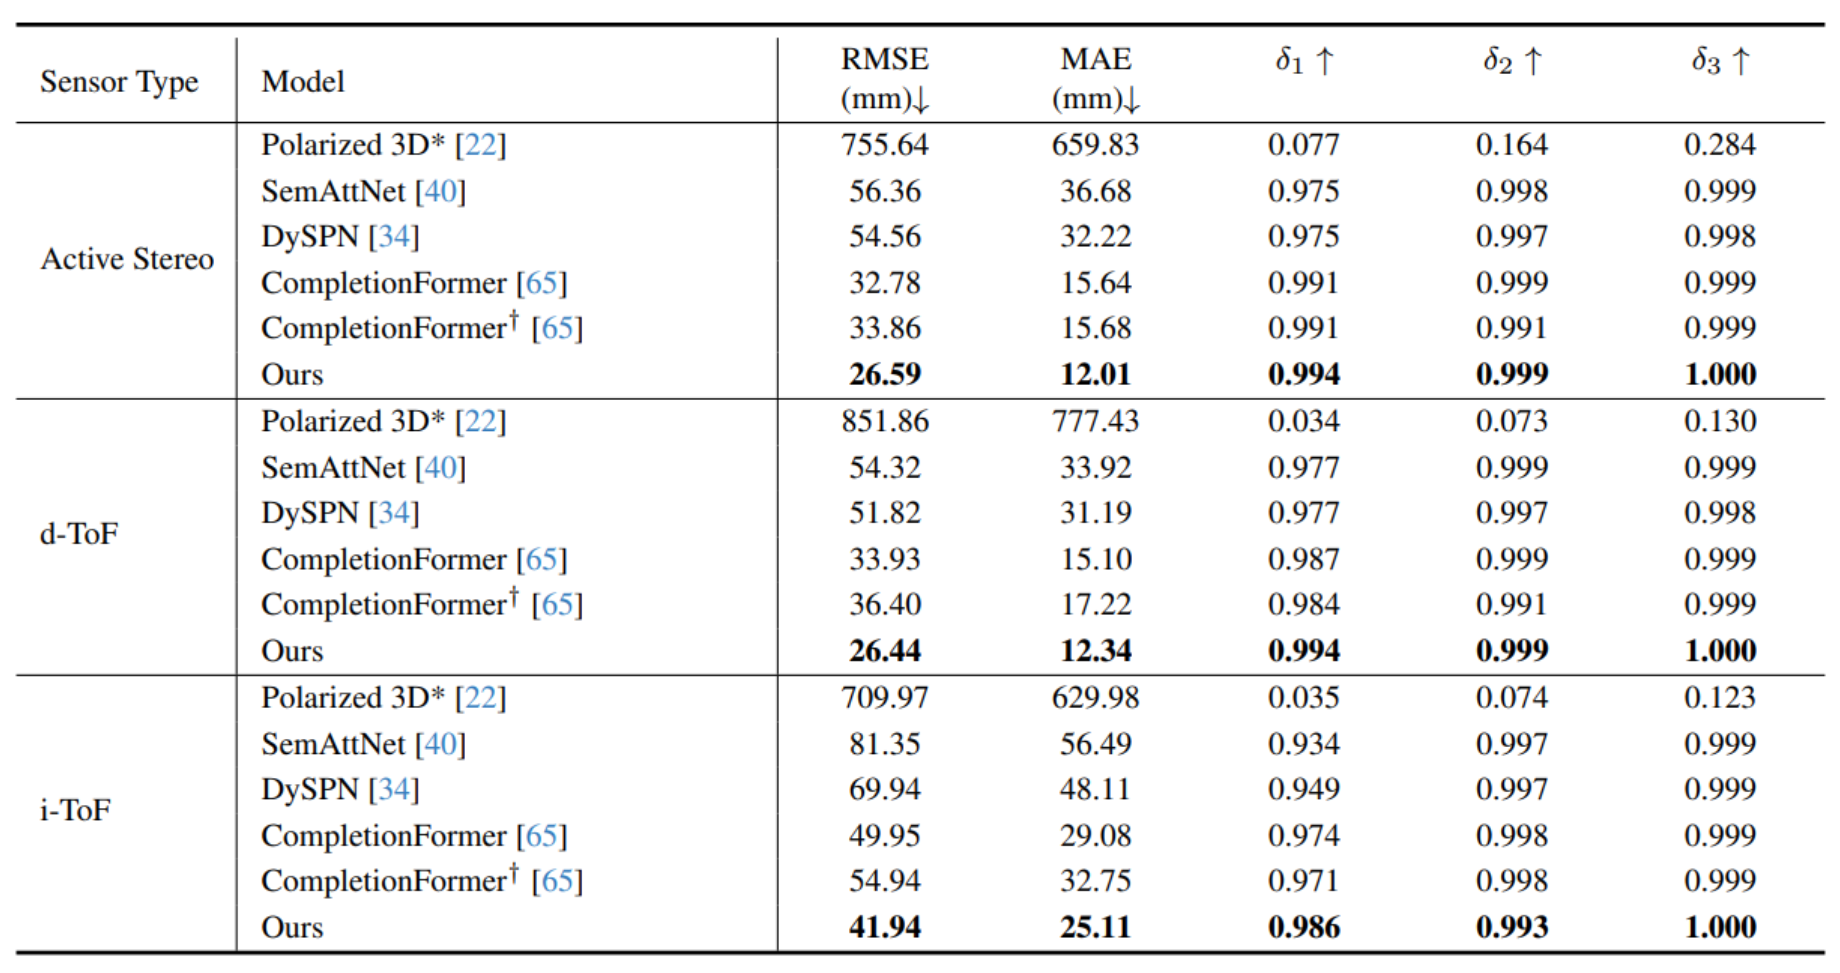 Sensor Type Model RMSE (mm)↓ MAE (mm)↓ δ1 ↑ δ2 ↑ δ3 ↑
Active Stereo
Polarized 3D* [22] 755.64 659.83 0.077 0.164 0.284
SemAttNet [40] 56.36 36.68 0.975 0.998 0.999
DySPN [34] 54.56 32.22 0.975 0.997 0.998
CompletionFormer [65] 32.78 15.64 0.991 0.999 0.999
CompletionFormer† [65] 33.86 15.68 0.991 0.991 0.999
Ours 26.59 12.01 0.994 0.999 1.000
d-ToF
Polarized 3D* [22] 851.86 777.43 0.034 0.073 0.130
SemAttNet [40] 54.32 33.92 0.977 0.999 0.999
DySPN [34] 51.82 31.19 0.977 0.997 0.998
CompletionFormer [65] 33.93 15.10 0.987 0.999 0.999
CompletionFormer† [65] 36.40 17.22 0.984 0.991 0.999
Ours 26.44 12.34 0.994 0.999 1.000
i-ToF
Polarized 3D* [22] 709.97 629.98 0.035 0.074 0.123
SemAttNet [40] 81.35 56.49 0.934 0.997 0.999
DySPN [34] 69.94 48.11 0.949 0.997 0.999
CompletionFormer [65] 49.95 29.08 0.974 0.998 0.999
CompletionFormer† [65] 54.94 32.75 0.971 0.998 0.999
Ours 41.94 25.11 0.986 0.993 1.000